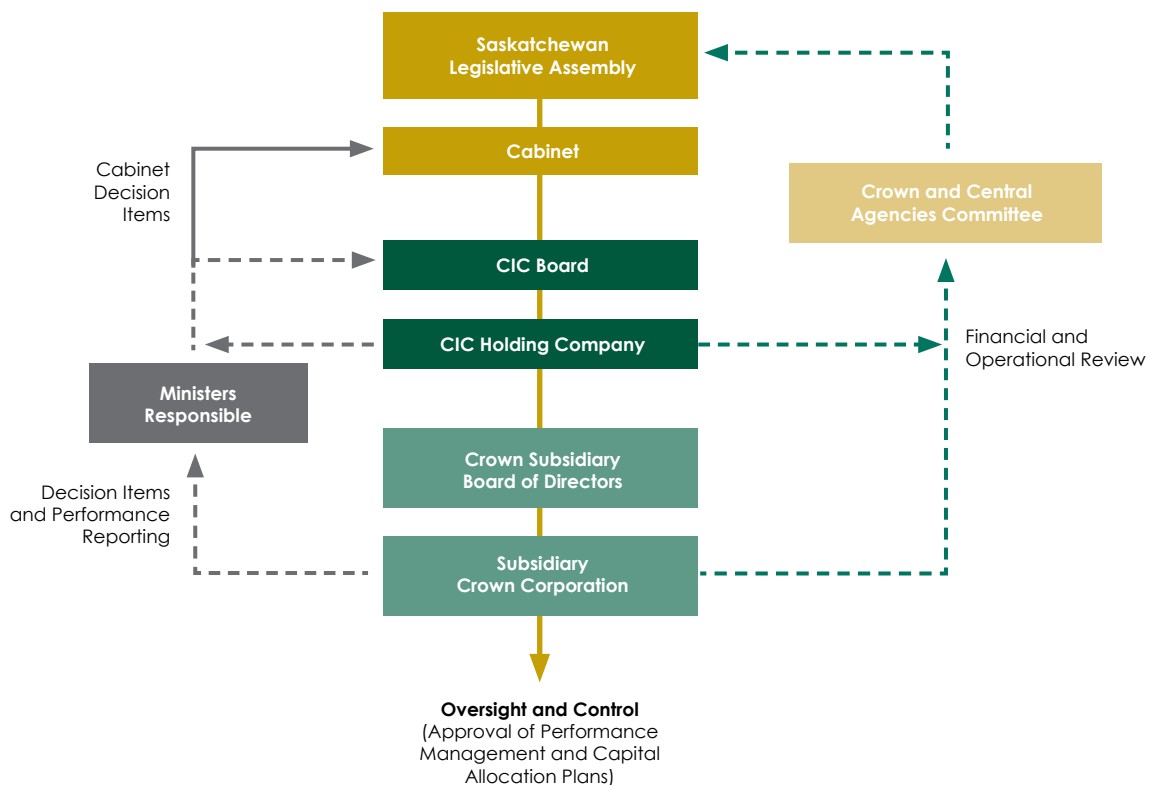 Saskatchewan
Legislative Assembly
Cabinet
Cabinet
Decision
Items
Crown and Central
Agencies Committee
CIC Board
CIC Holding Company
Financial and
Operational Review
Ministers
Responsible
Crown Subsidiary
Board of Directors
Decision Items
and Performance
Reporting
Subsidiary
Crown Corporation
Oversight and Control
(Approval of Performance
Management and Capital
Allocation Plans)